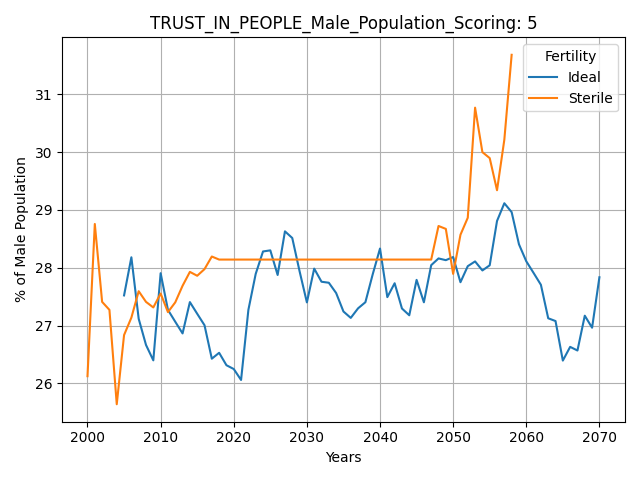 TRUST_IN_PEOPLE_Male_Population_Scoring: 5
Fertility
Ideal
Sterile
% of Male Population
31
30
29
28
27
26
2000 2010 2020 2030 2040 2050 2060 2070
Years